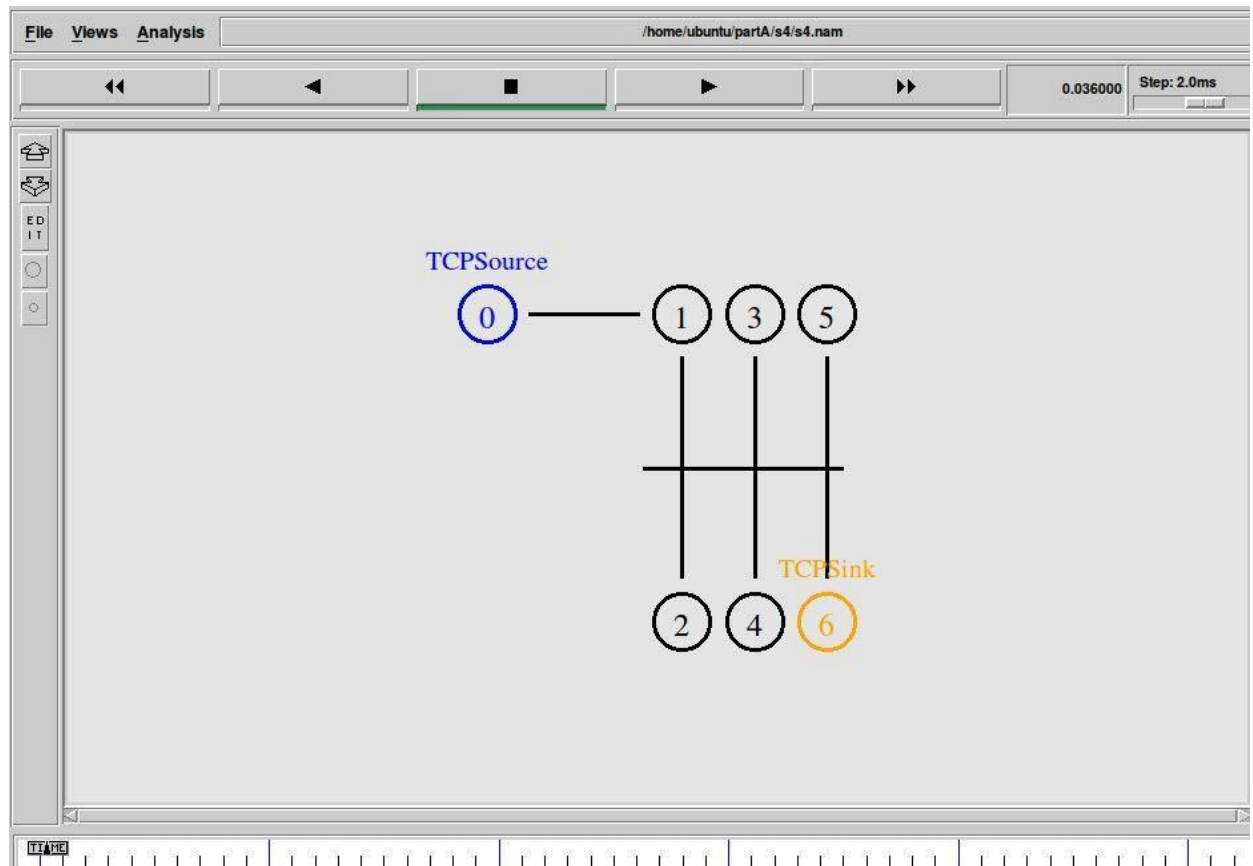 File Views Analysis /home/ubuntu/partA/s4/s4.nam
0.036000 Step: 2.0ms
E D
I T
TCPSource
0 1 3 5
TCPSink
2 4 6
TIME